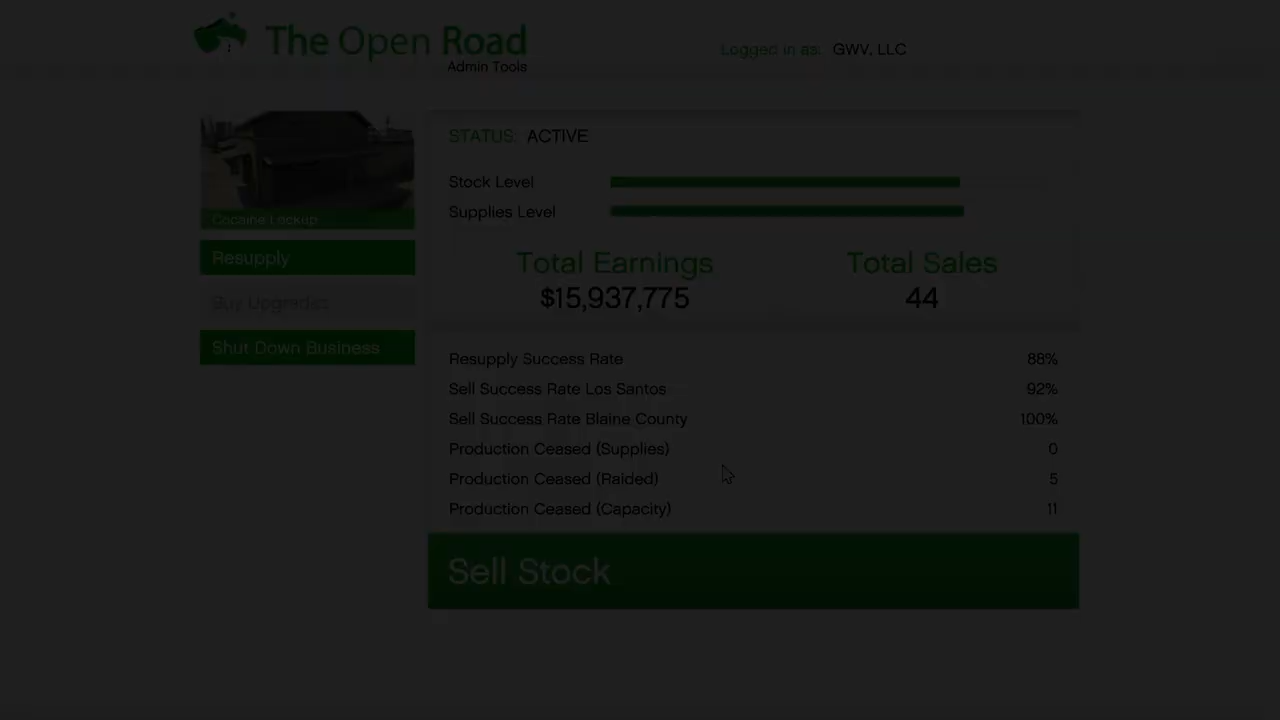 The Open Road
Admin Tools
Logged in as: GWV, LLC
Cocaine Lockup
Resupply
Buy Upgrades
Shut Down Business
STATUS: ACTIVE
Stock Level
Supplies Level
Total Earnings
$15,937,775
Total Sales
44
Resupply Success Rate 88%
Sell Success Rate Los Santos 92%
Sell Success Rate Blaine County 100%
Production Ceased (Supplies) 0
Production Ceased (Raided) 5
Production Ceased (Capacity) 11
Sell Stock